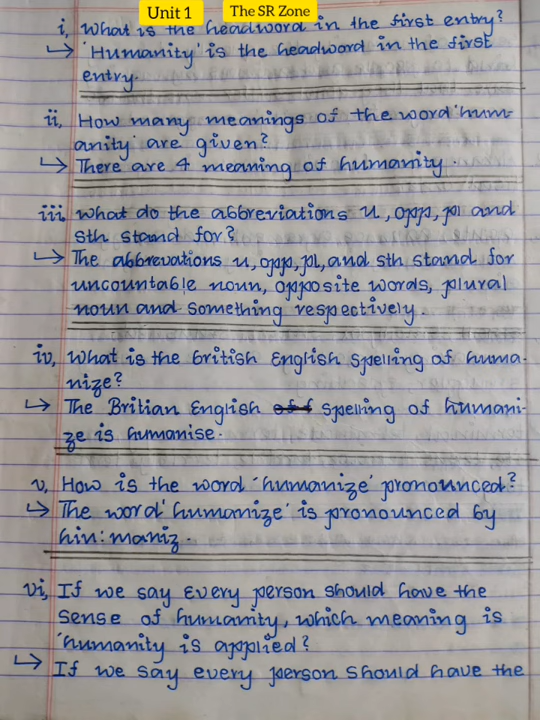 Unit 1 The SR Zone
i, What is the headword in the first entry?
↳ 'Humanity' is the headword in the first
entry.
ii, How many meanings of the word 'hum-
anity' are given?
↳ There are 4 meaning of humanity.
iii, What do the abbreviations u, opp, pl and
sth stand for?
↳ The abbrevations u, opp, pl, and sth stand for
uncountable noun, opposite words, plural
noun and something respectively.
iv, What is the British English spelling of huma-
nize?
↳ The Britian English spelling of humani-
ze is humanise.
v, How is the word 'humanize' pronounced?
↳ The word 'humanize' is pronounced by
hiu:maniz.
vi, If we say every person should have the
sense of humanity, which meaning is
'humanity is applied?
↳ If we say every person should have the